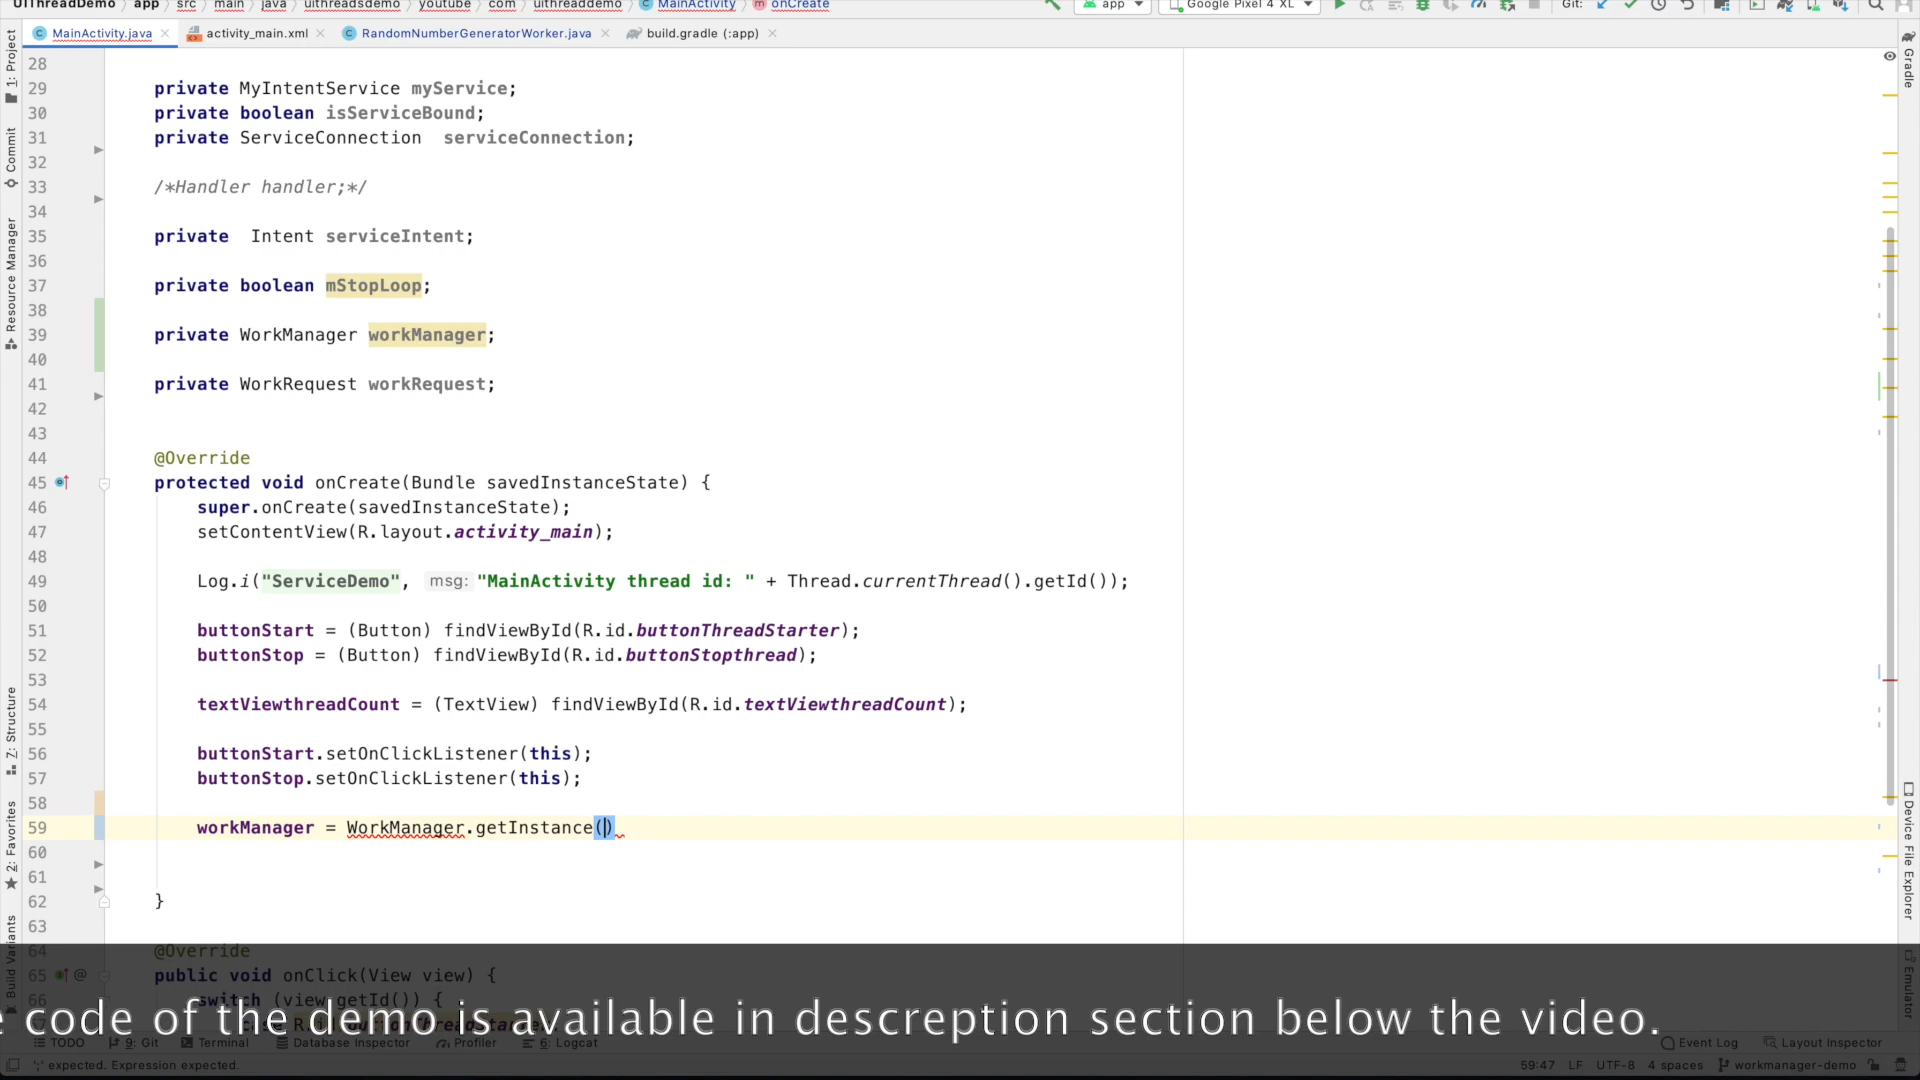 UIThreadDemo app src main java uithreadsdemo youtube com uithreaddemo MainActivity onCreate app Google Pixel 4 XL Git:
MainActivity.java activity_main.xml RandomNumberGeneratorWorker.java build.gradle (:app)
28
29 private MyIntentService myService;
30 private boolean isServiceBound;
31 private ServiceConnection serviceConnection;
32
33 /*Handler handler;*/
34
35 private Intent serviceIntent;
36
37 private boolean mStopLoop;
38
39 private WorkManager workManager;
40
41 private WorkRequest workRequest;
42
43
44 @Override
45 protected void onCreate(Bundle savedInstanceState) {
46 super.onCreate(savedInstanceState);
47 setContentView(R.layout.activity_main);
48
49 Log.i("ServiceDemo", msg: "MainActivity thread id: " + Thread.currentThread().getId());
50
51 buttonStart = (Button) findViewById(R.id.buttonThreadStarter);
52 buttonStop = (Button) findViewById(R.id.buttonStopthread);
53
54 textViewthreadCount = (TextView) findViewById(R.id.textViewthreadCount);
55
56 buttonStart.setOnClickListener(this);
57 buttonStop.setOnClickListener(this);
58
59 workManager = WorkManager.getInstance()
60
61
62 }
63
64 @Override
65 public void onClick(View view) {
66 switch (view.getId()) {
e code of the demo is available in descreption section below the video.
TODO 9: Git Terminal Database Inspector Profiler 6: Logcat Event Log Layout Inspector
';' expected. Expression expected. 59:47 LF UTF-8 4 spaces workmanager-demo
1: Project
Commit
Resource Manager
Z: Structure
2: Favorites
Build Variants
Gradle
Device File Explorer
Emulator